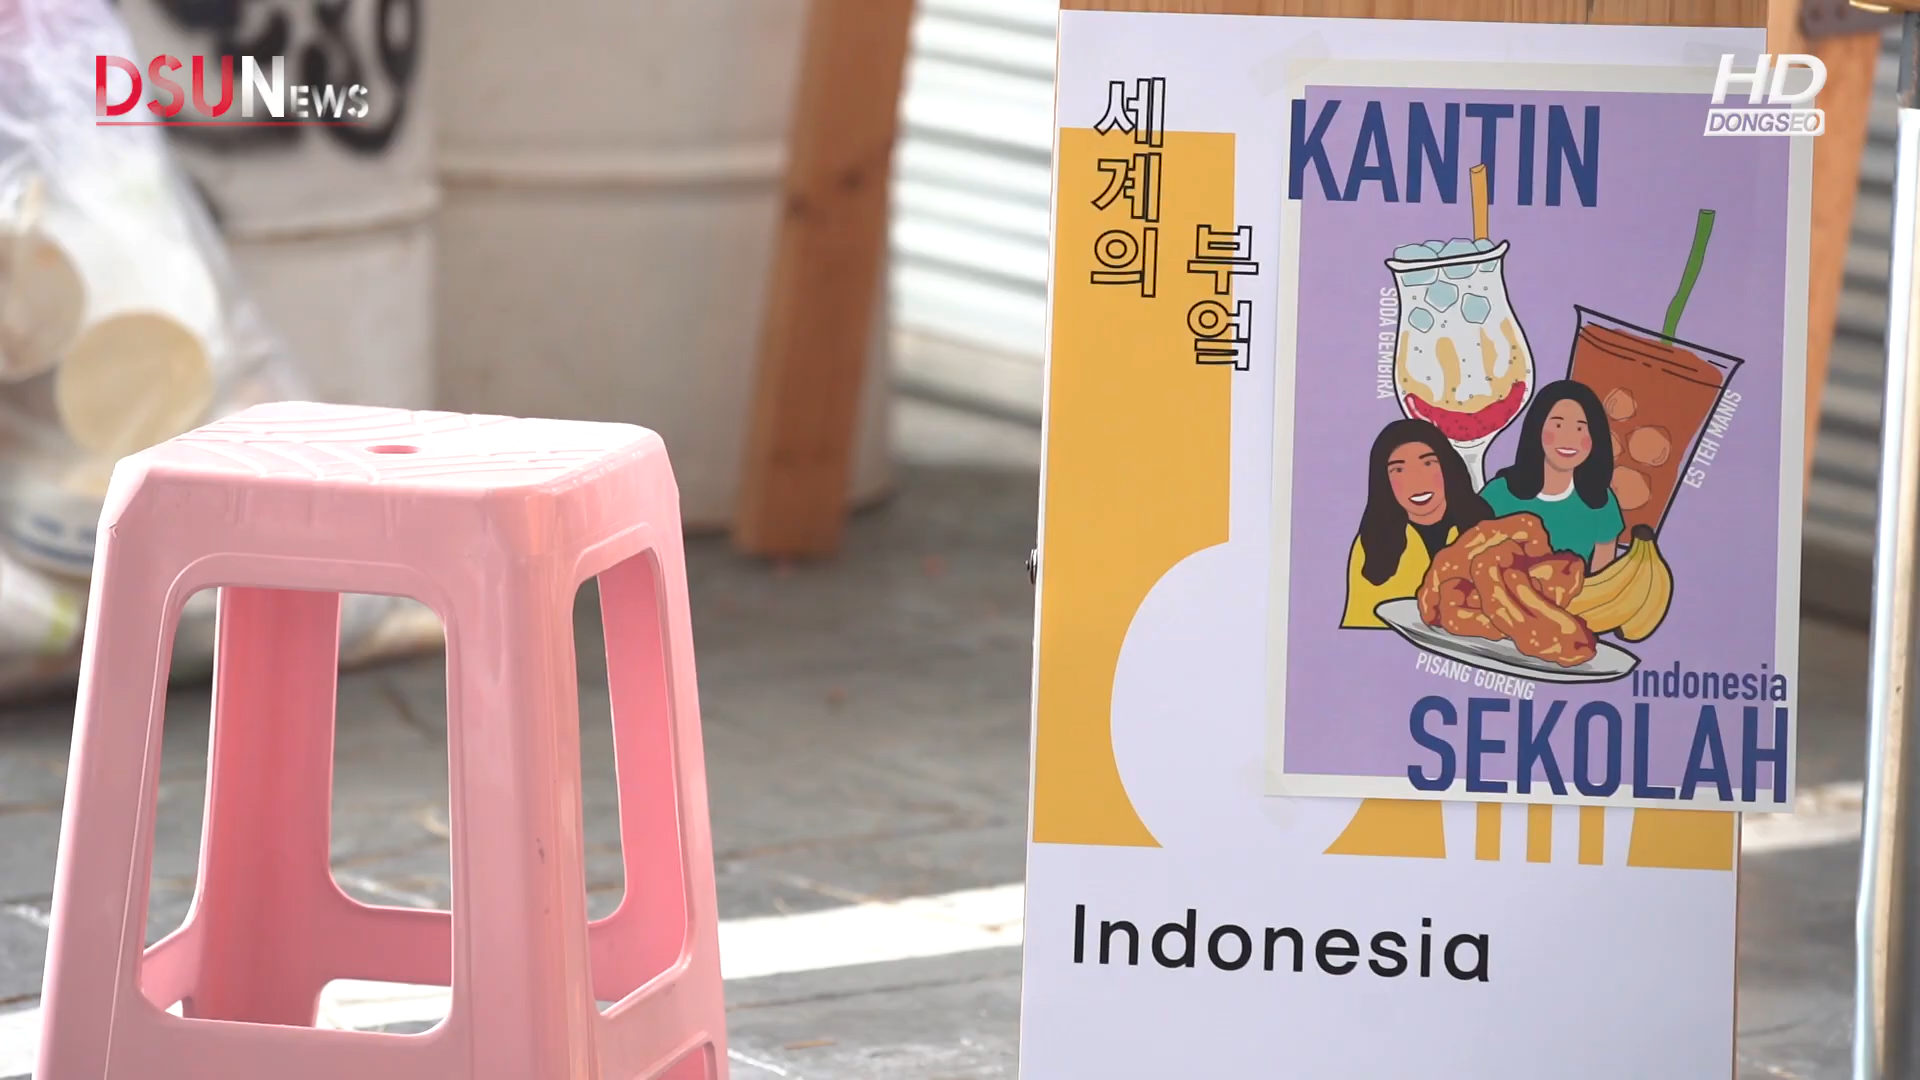 DSUNEWS
HD
DONGSEO
세계의
부엌
KANTIN
SODA GEMBIRA
ES TEH MANIS
PISANG GORENG
indonesia
SEKOLAH
Indonesia